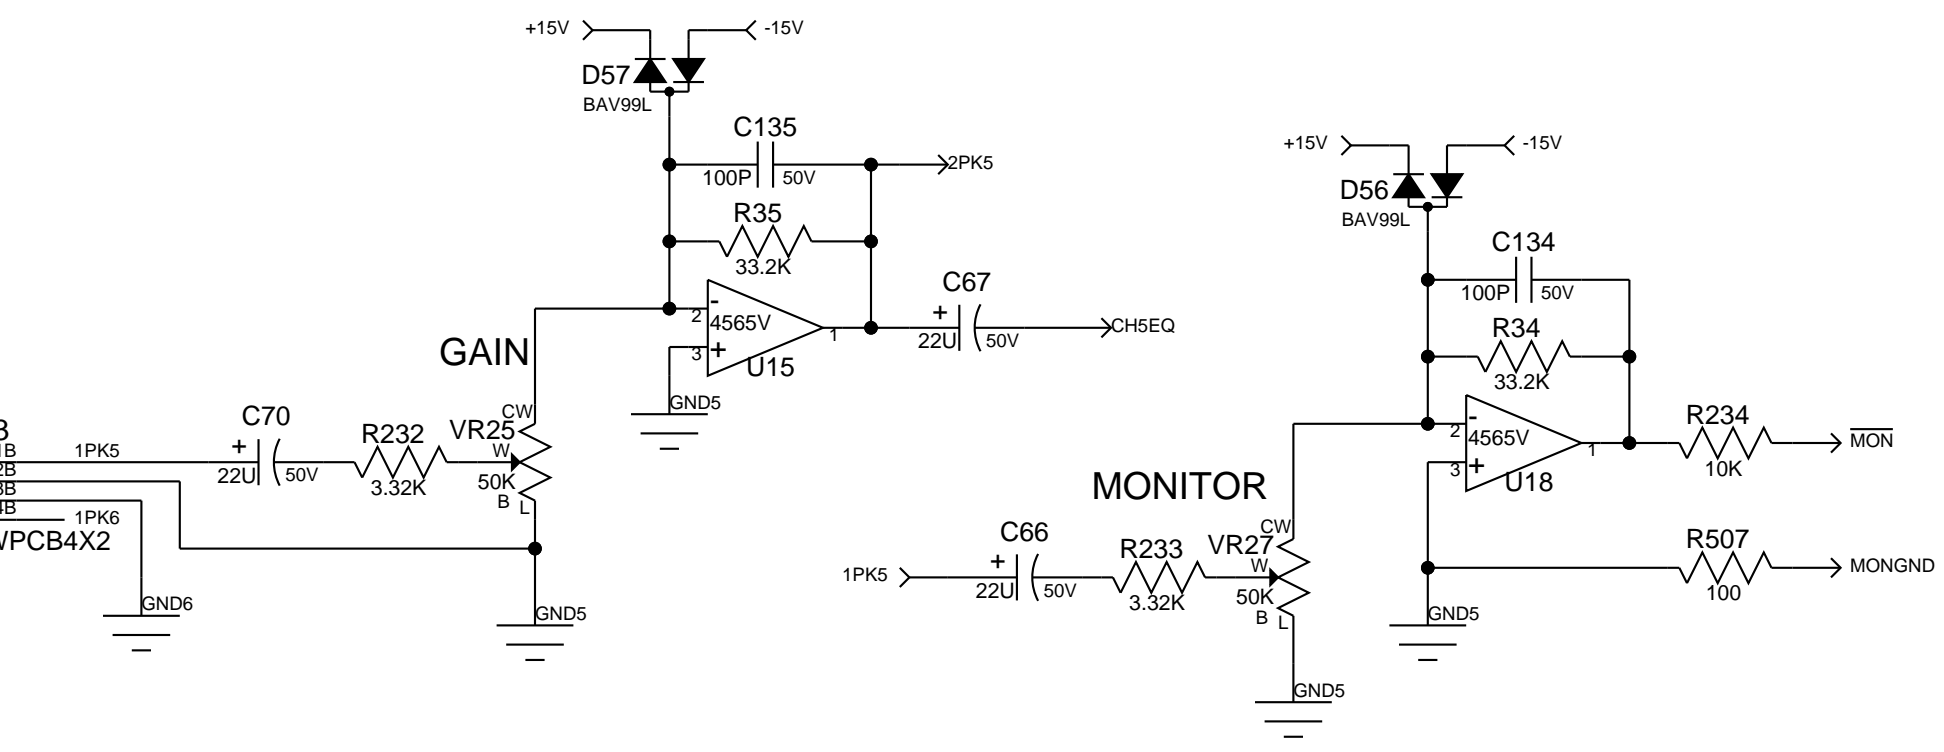 +15V
-15V
D57
BAV99L
C135
100P
50V
2PK5
R35
33.2K
2
-
4565V
3
+
1
U15
GND5
C67
+
22U
50V
CH5EQ
GAIN
C70
+
22U
50V
1PK5
R232
3.32K
VR25
CW
W
50K
B
L
1PK6
GND6
GND5
+15V
-15V
D56
BAV99L
C134
100P
50V
R34
33.2K
2
-
4565V
3
+
1
U18
R234
10K
MON
R507
100
MONGND
GND5
MONITOR
1PK5
C66
+
22U
50V
R233
3.32K
VR27
CW
W
50K
B
L
GND5